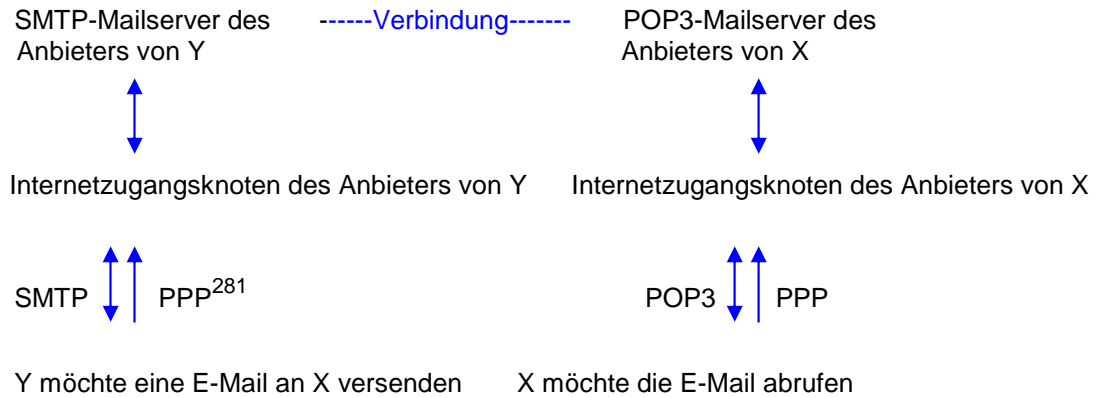 SMTP-Mailserver des ------Verbindung------- POP3-Mailserver des
Anbieters von Y Anbieters von X
Internetzugangsknoten des Anbieters von Y Internetzugangsknoten des Anbieters von X
SMTP PPP281 POP3 PPP
Y möchte eine E-Mail an X versenden X möchte die E-Mail abrufen